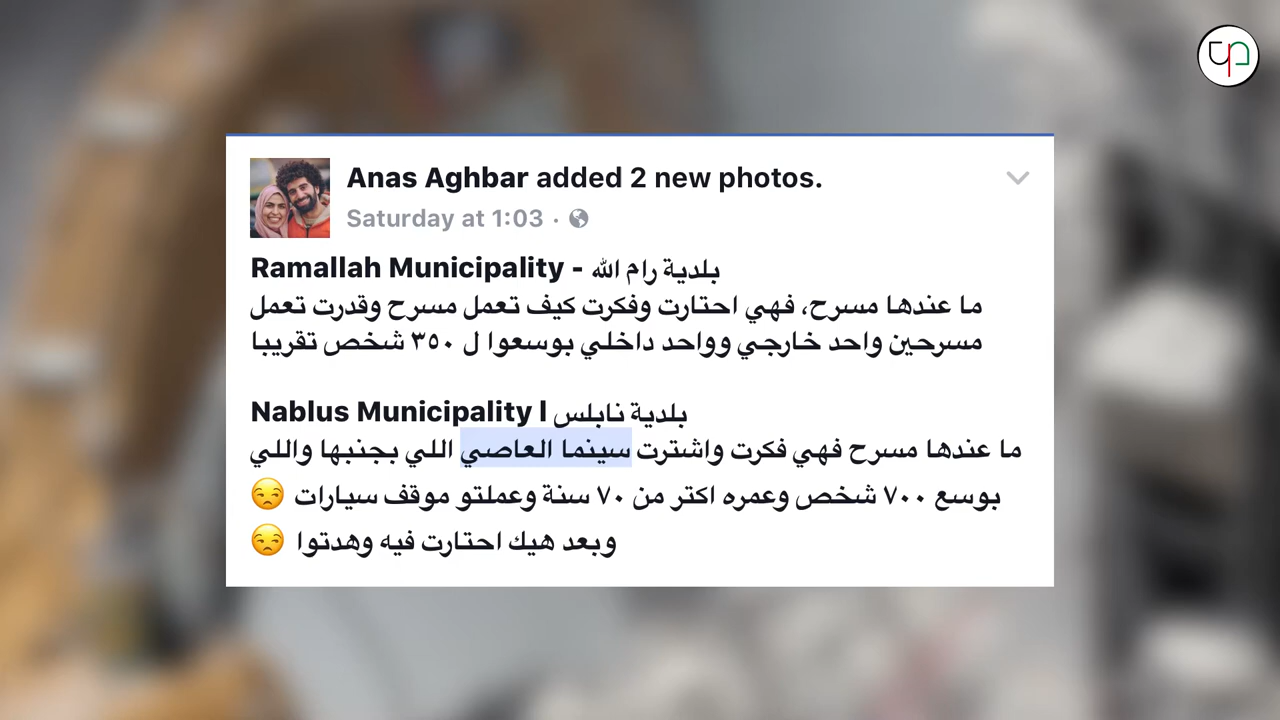 Anas Aghbar added 2 new photos.
Saturday at 1:03 ·
Ramallah Municipality - بلدية رام الله
ما عندها مسرح، فهي احتارت وفكرت كيف تعمل مسرح وقدرت تعمل
مسرحين واحد خارجي وواحد داخلي بوسعوا ل ٣٥٠ شخص تقريبا
Nablus Municipality l بلدية نابلس
ما عندها مسرح فهي فكرت واشترت سينما العاصي اللي بجنبها واللي
بوسع ٧٠٠ شخص وعمره اكتر من ٧٠ سنة وعملتو موقف سيارات 😒
وبعد هيك احتارت فيه وهدتوا 😒